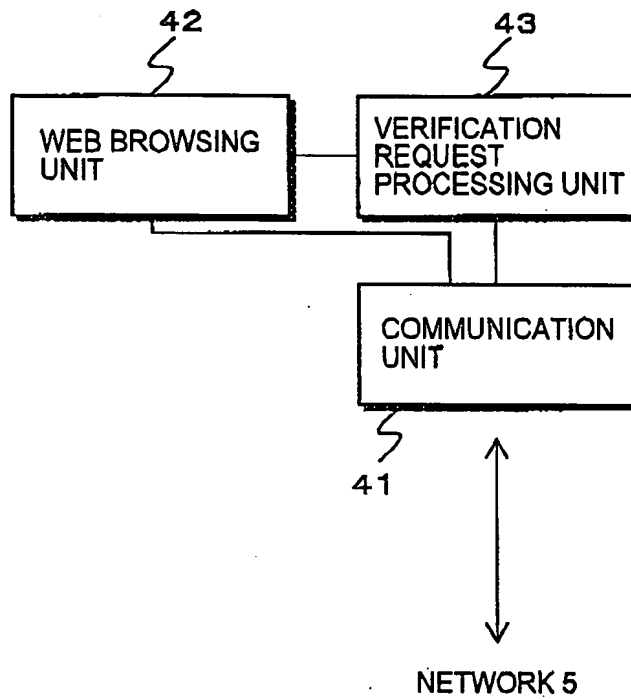 42
43
WEB BROWSING
UNIT
VERIFICATION
REQUEST
PROCESSING UNIT
COMMUNICATION
UNIT
41
NETWORK 5